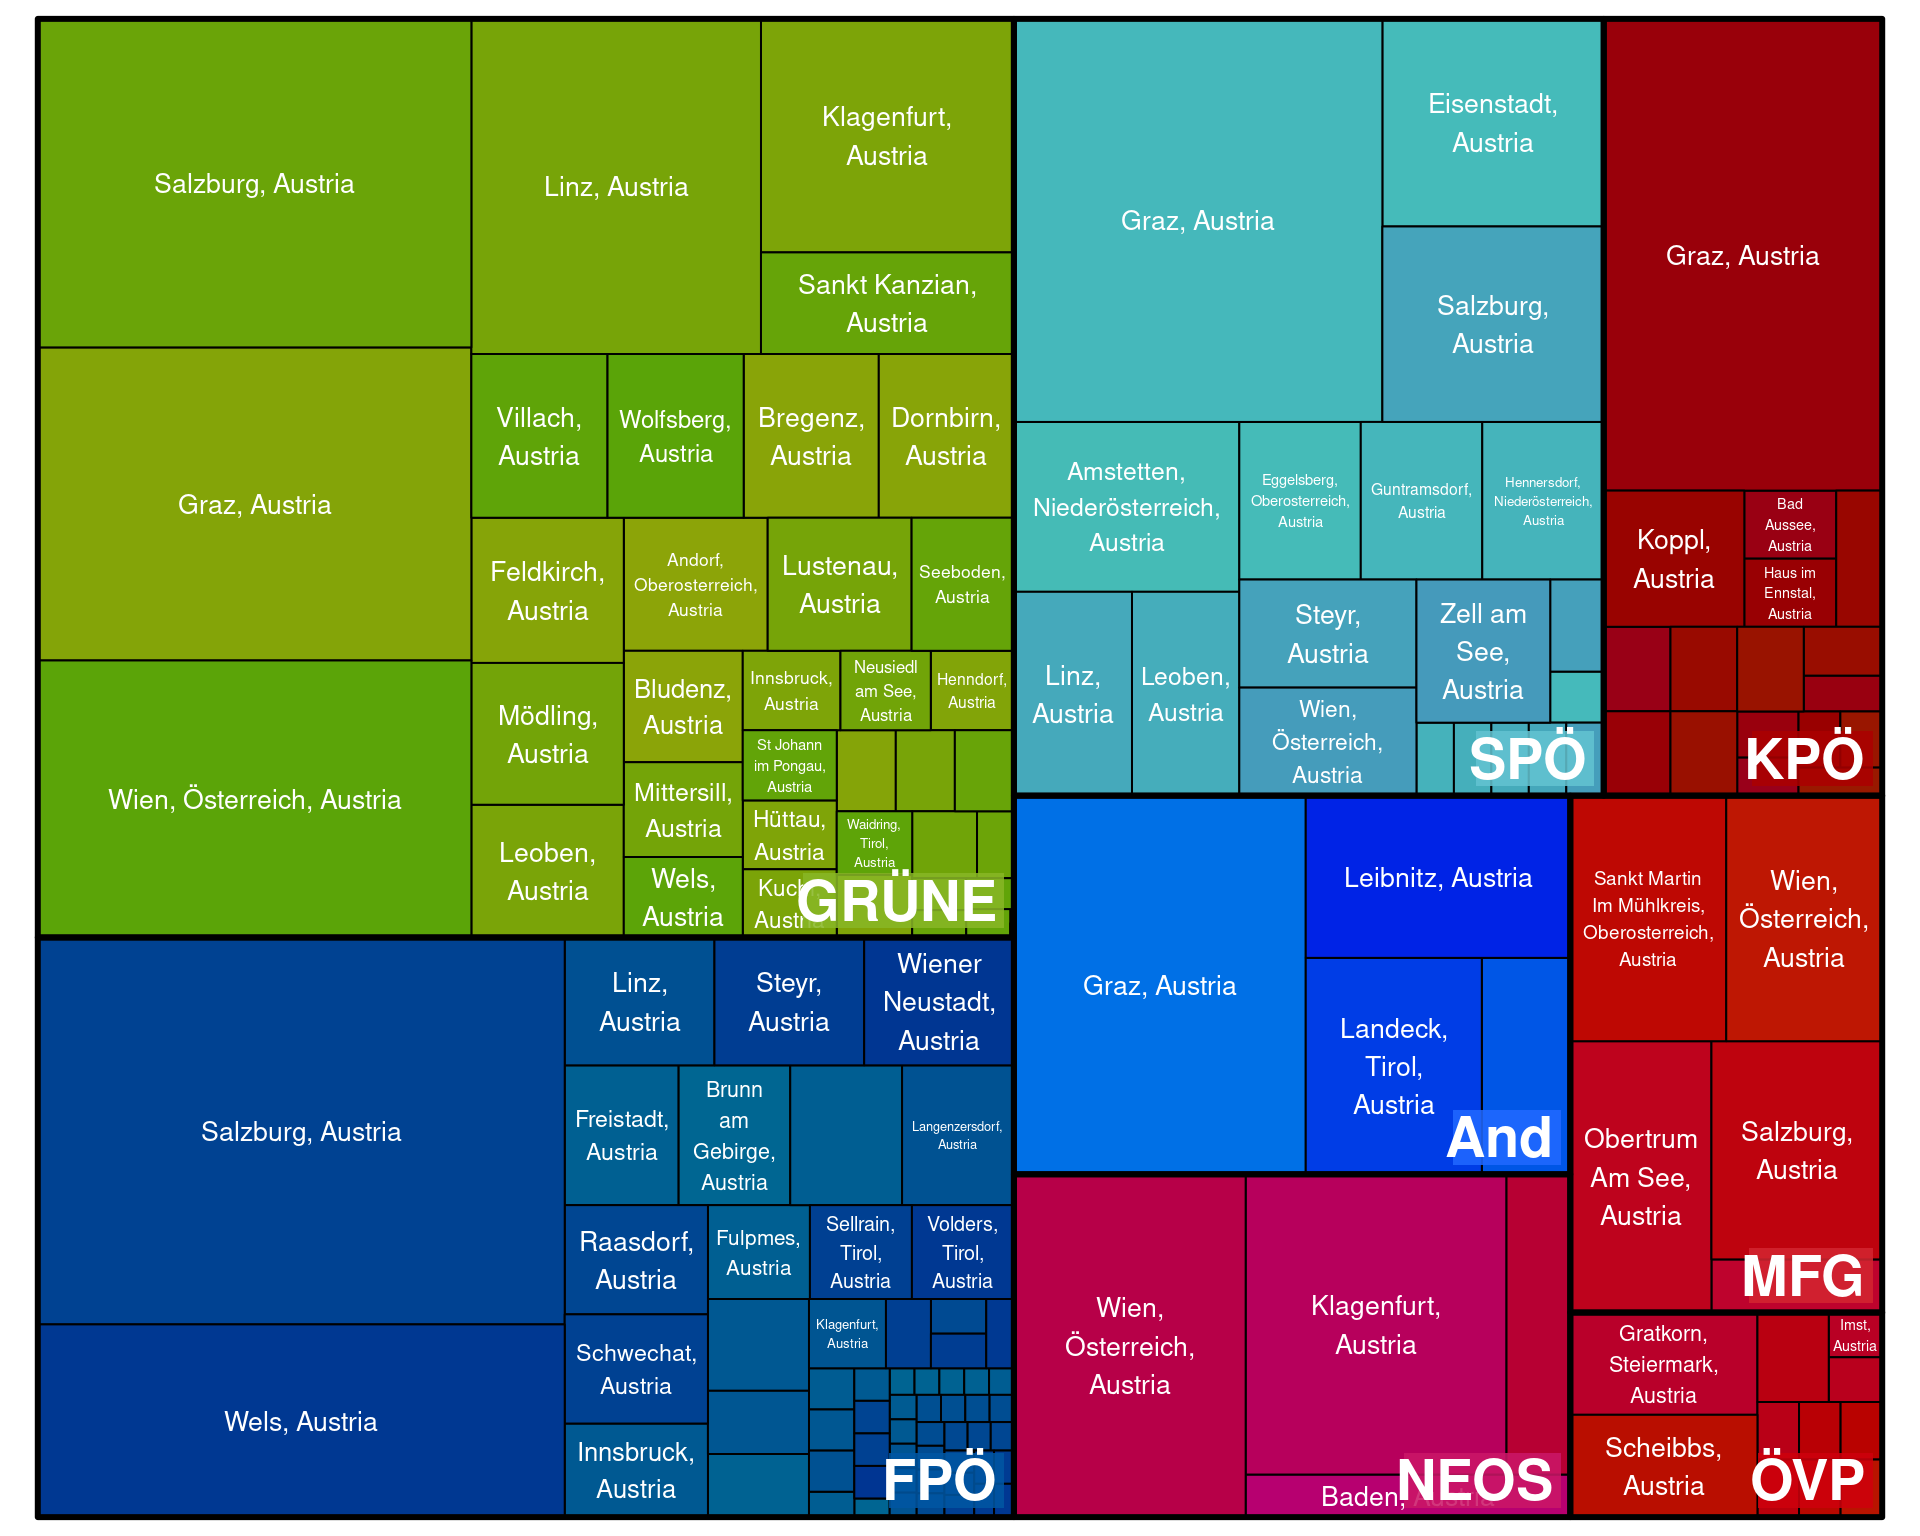 Salzburg, Austria
Graz, Austria
Wien, Österreich, Austria
Linz, Austria
Klagenfurt,
Austria
Sankt Kanzian,
Austria
Villach,
Austria
Wolfsberg,
Austria
Bregenz,
Austria
Dornbirn,
Austria
Feldkirch,
Austria
Andorf,
Oberosterreich,
Austria
Lustenau,
Austria
Seeboden,
Austria
Mödling,
Austria
Leoben,
Austria
Bludenz,
Austria
Mittersill,
Austria
Wels,
Austria
Innsbruck,
Austria
Neusiedl
am See,
Austria
Henndorf,
Austria
St Johann
im Pongau,
Austria
Hüttau,
Austria
Waidring,
Tirol,
Austria
Austria
GRÜNE
Graz, Austria
Eisenstadt,
Austria
Salzburg,
Austria
Amstetten,
Niederösterreich,
Austria
Eggelsberg,
Oberosterreich,
Austria
Guntramsdorf,
Austria
Hennersdorf,
Niederösterreich,
Austria
Linz,
Austria
Leoben,
Austria
Steyr,
Austria
Wien,
Österreich,
Austria
Zell am
See,
Austria
SPÖ
Graz, Austria
Koppl,
Austria
Bad
Aussee,
Austria
Haus im
Ennstal,
Austria
KPÖ
Salzburg, Austria
Wels, Austria
Linz,
Austria
Steyr,
Austria
Wiener
Neustadt,
Austria
Freistadt,
Austria
Brunn
am
Gebirge,
Austria
Langenzersdorf,
Austria
Raasdorf,
Austria
Fulpmes,
Austria
Sellrain,
Tirol,
Austria
Volders,
Tirol,
Austria
Schwechat,
Austria
Klagenfurt,
Austria
Innsbruck,
Austria
FPÖ
Graz, Austria
Leibnitz, Austria
Landeck,
Tirol,
Austria
And
Wien,
Österreich,
Austria
Klagenfurt,
Austria
Baden, Austria
NEOS
Sankt Martin
Im Mühlkreis,
Oberosterreich,
Austria
Wien,
Österreich,
Austria
Obertrum
Am See,
Austria
Salzburg,
Austria
MFG
Gratkorn,
Steiermark,
Austria
Imst,
Austria
Scheibbs,
Austria
ÖVP